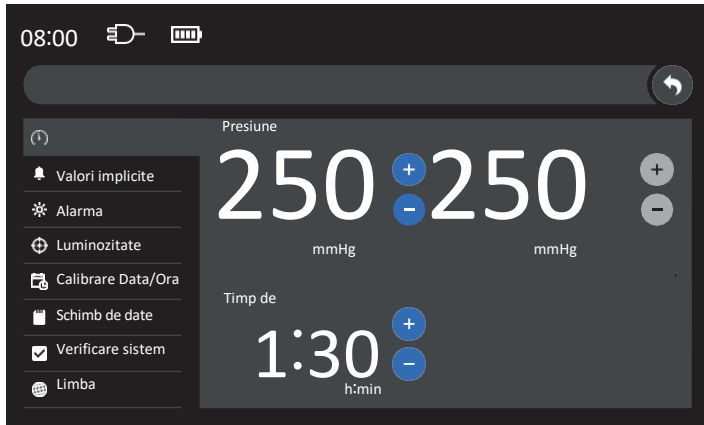 08:00
Presiune
250 + 250 +
− −
mmHg mmHg
Valori implicite
Alarma
Luminozitate
Calibrare Data/Ora
Schimb de date
Verificare sistem
Limba
Timp de
1:30 +
−
h:min